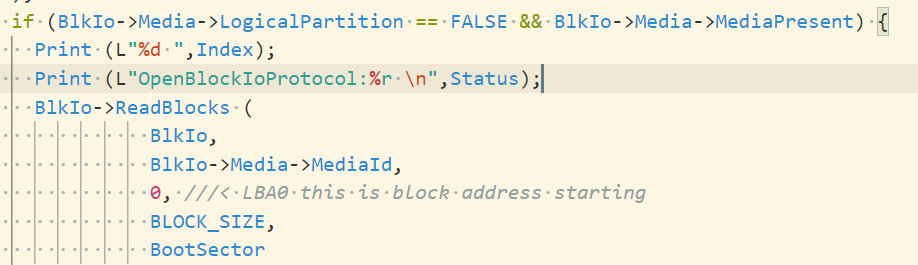 if (BlkIo->Media->LogicalPartition == FALSE && BlkIo->Media->MediaPresent) {
Print (L"%d ",Index);
Print (L"OpenBlockIoProtocol:%r \n",Status);
BlkIo->ReadBlocks (
BlkIo,
BlkIo->Media->MediaId,
0, ///< LBA0 this is block address starting
BLOCK_SIZE,
BootSector